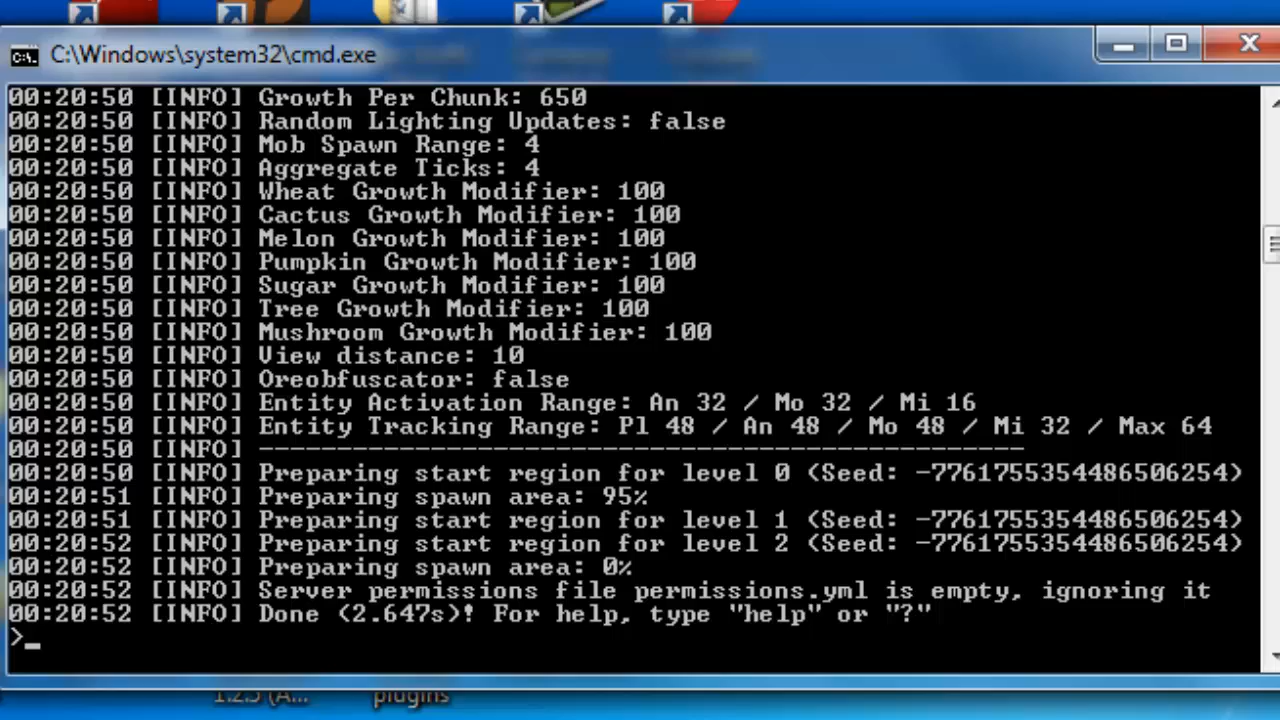 C:\Windows\system32\cmd.exe
00:20:50 [INFO] Growth Per Chunk: 650
00:20:50 [INFO] Random Lighting Updates: false
00:20:50 [INFO] Mob Spawn Range: 4
00:20:50 [INFO] Aggregate Ticks: 4
00:20:50 [INFO] Wheat Growth Modifier: 100
00:20:50 [INFO] Cactus Growth Modifier: 100
00:20:50 [INFO] Melon Growth Modifier: 100
00:20:50 [INFO] Pumpkin Growth Modifier: 100
00:20:50 [INFO] Sugar Growth Modifier: 100
00:20:50 [INFO] Tree Growth Modifier: 100
00:20:50 [INFO] Mushroom Growth Modifier: 100
00:20:50 [INFO] View distance: 10
00:20:50 [INFO] Oreobfuscator: false
00:20:50 [INFO] Entity Activation Range: An 32 / Mo 32 / Mi 16
00:20:50 [INFO] Entity Tracking Range: Pl 48 / An 48 / Mo 48 / Mi 32 / Max 64
00:20:50 [INFO] -------------------------------------------------
00:20:50 [INFO] Preparing start region for level 0 (Seed: -7761755354486506254)
00:20:51 [INFO] Preparing spawn area: 95%
00:20:51 [INFO] Preparing start region for level 1 (Seed: -7761755354486506254)
00:20:52 [INFO] Preparing start region for level 2 (Seed: -7761755354486506254)
00:20:52 [INFO] Preparing spawn area: 0%
00:20:52 [INFO] Server permissions file permissions.yml is empty, ignoring it
00:20:52 [INFO] Done (2.647s)! For help, type "help" or "?"
>_
1.2.5 (A... plugins